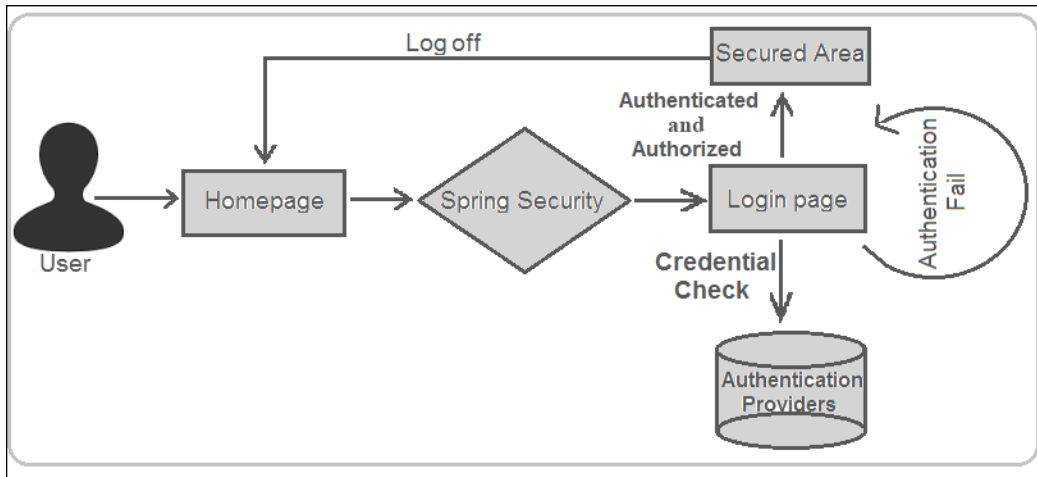 Log off
Secured Area
Authenticated
and
Authorized
Authentication
Fail
Homepage
Spring Security
Login page
User
Credential
Check
Authentication
Providers